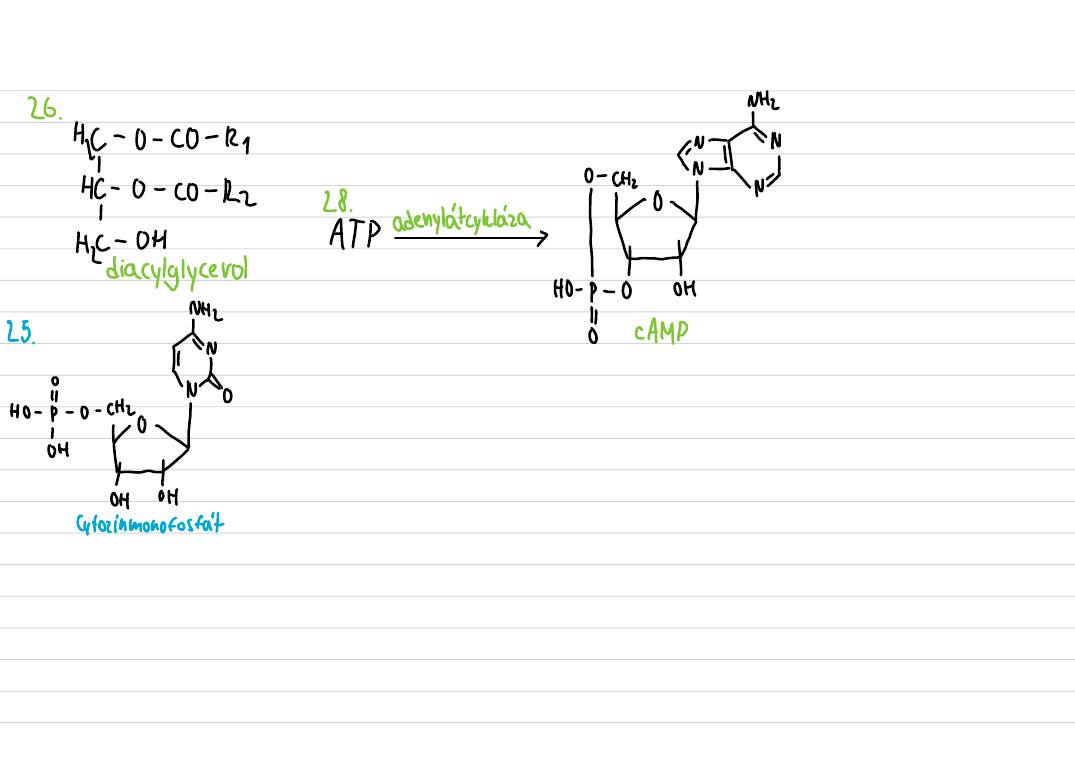 26.
H₂C - O - CO - R₁
HC - O - CO - R₂
H₂C - OH
diacylglycerol
28.
ATP
adenylátcykláza
NH₂
N
N
N
N
O - CH₂
O
HO - P - O
OH
O
cAMP
25.
NH₂
N
N
O
O
HO - P - O - CH₂
O
OH
OH
OH
Cytozinmonofosfát